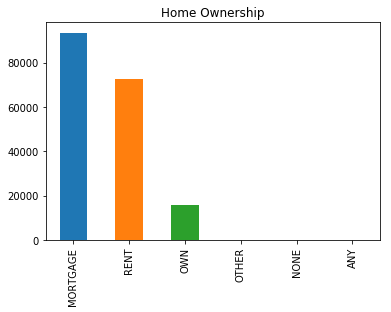 Home Ownership
80000
60000
40000
20000
0
MORTGAGE
RENT
OWN
OTHER
NONE
ANY